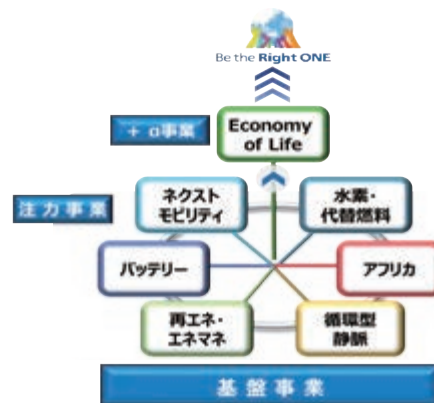 Be the Right ONE
+ α事業
Economy
of Life
注力事業
ネクスト
モビリティ
水素・
代替燃料
バッテリー
アフリカ
再エネ・
エネマネ
循環型
静脈
基盤事業